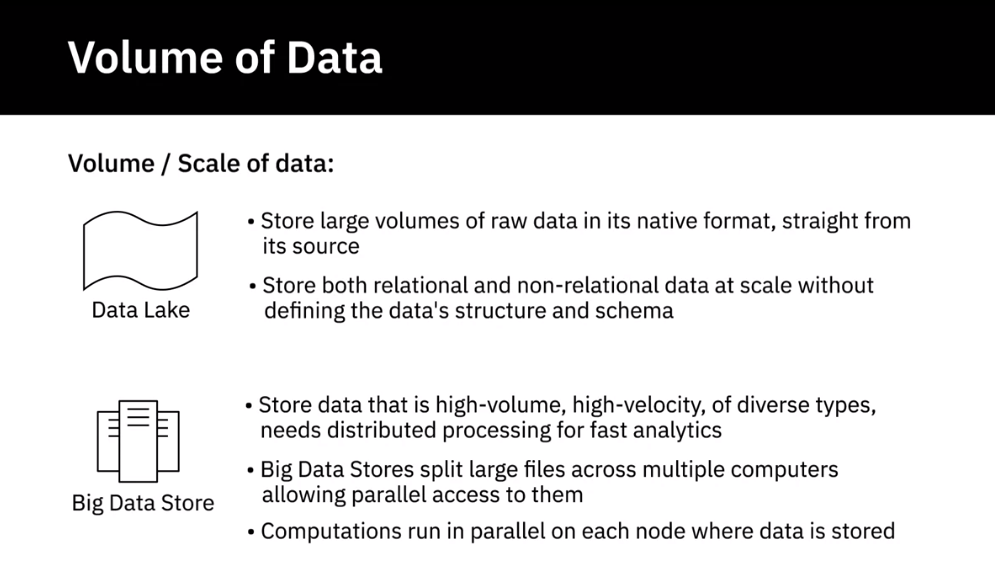 Volume of Data
Volume / Scale of data:
• Store large volumes of raw data in its native format, straight from
its source
• Store both relational and non-relational data at scale without
defining the data's structure and schema
Data Lake
• Store data that is high-volume, high-velocity, of diverse types,
needs distributed processing for fast analytics
• Big Data Stores split large files across multiple computers
allowing parallel access to them
• Computations run in parallel on each node where data is stored
Big Data Store